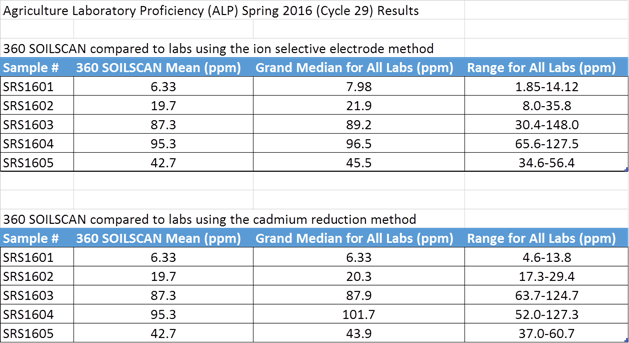 Agriculture Laboratory Proficiency (ALP) Spring 2016 (Cycle 29) Results
360 SOILSCAN compared to labs using the ion selective electrode method
Sample # 360 SOILSCAN Mean (ppm) Grand Median for All Labs (ppm) Range for All Labs (ppm)
SRS1601 6.33 7.98 1.85-14.12
SRS1602 19.7 21.9 8.0-35.8
SRS1603 87.3 89.2 30.4-148.0
SRS1604 95.3 96.5 65.6-127.5
SRS1605 42.7 45.5 34.6-56.4
360 SOILSCAN compared to labs using the cadmium reduction method
Sample # 360 SOILSCAN Mean (ppm) Grand Median for All Labs (ppm) Range for All Labs (ppm)
SRS1601 6.33 6.33 4.6-13.8
SRS1602 19.7 20.3 17.3-29.4
SRS1603 87.3 87.9 63.7-124.7
SRS1604 95.3 101.7 52.0-127.3
SRS1605 42.7 43.9 37.0-60.7